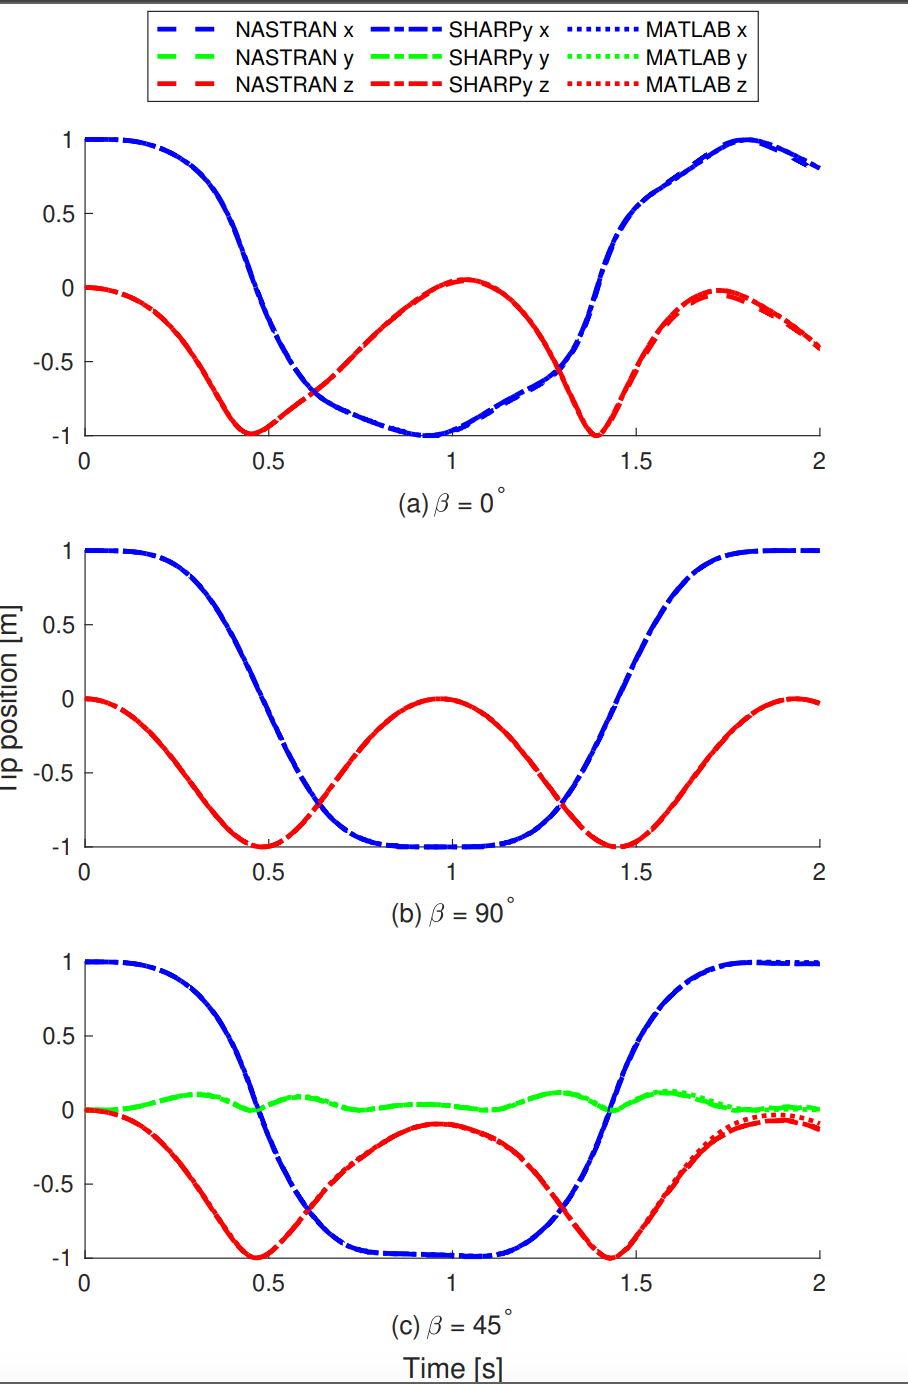 NASTRAN x SHARPy x MATLAB x
NASTRAN y SHARPy y MATLAB y
NASTRAN z SHARPy z MATLAB z
1
0.5
0
-0.5
-1
0 0.5 1 1.5 2
(a) β = 0°
1
0.5
0
-0.5
-1
0 0.5 1 1.5 2
(b) β = 90°
Tip position [m]
1
0.5
0
-0.5
-1
0 0.5 1 1.5 2
(c) β = 45°
Time [s]